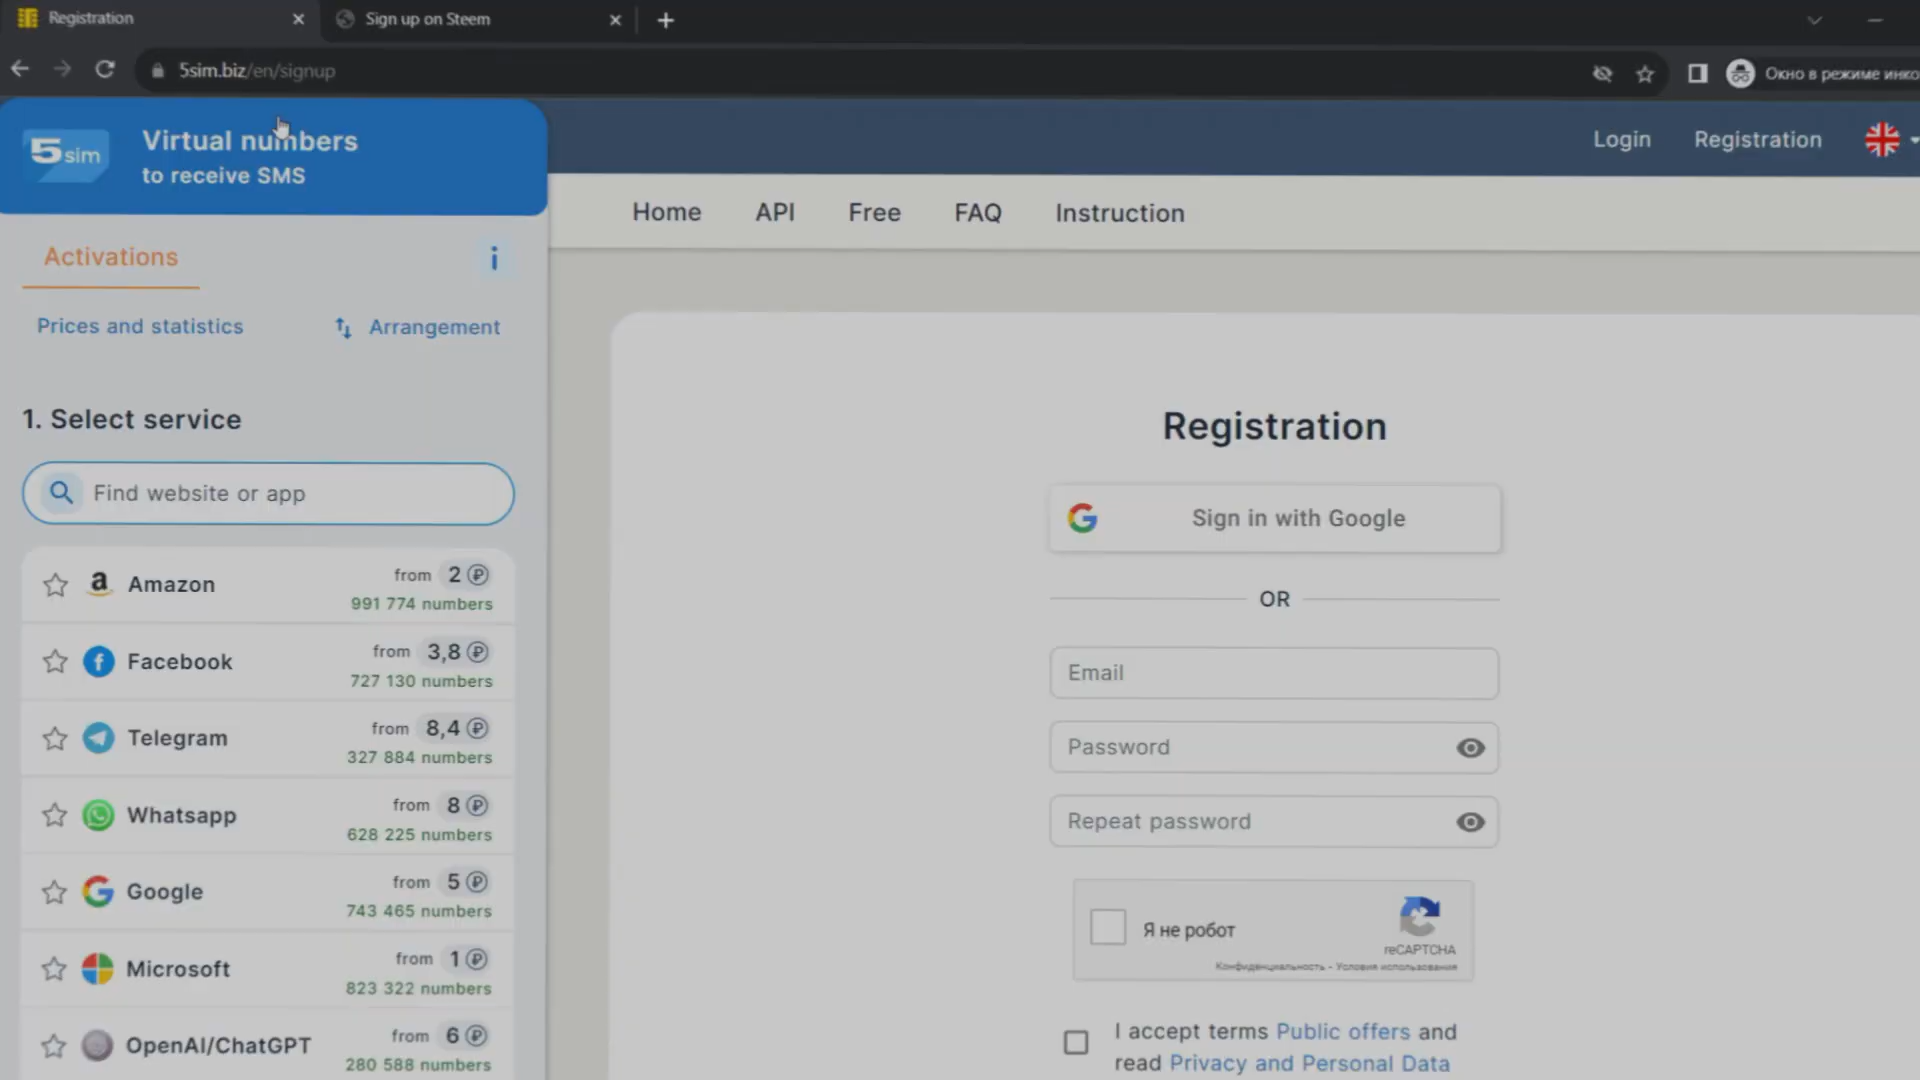 Registration
Sign up on Steem
5sim.biz/en/signup
Окно в режиме инко
5sim
Virtual numbers
to receive SMS
Login
Registration
Home
API
Free
FAQ
Instruction
Activations
i
Prices and statistics
Arrangement
1. Select service
Find website or app
Amazon
from 2 ₽
991 774 numbers
Facebook
from 3,8 ₽
727 130 numbers
Telegram
from 8,4 ₽
327 884 numbers
Whatsapp
from 8 ₽
628 225 numbers
Google
from 5 ₽
743 465 numbers
Microsoft
from 1 ₽
823 322 numbers
OpenAI/ChatGPT
from 6 ₽
280 588 numbers
Registration
Sign in with Google
OR
Email
Password
Repeat password
Я не робот
reCAPTCHA
Конфиденциальность - Условия использования
I accept terms Public offers and
read Privacy and Personal Data